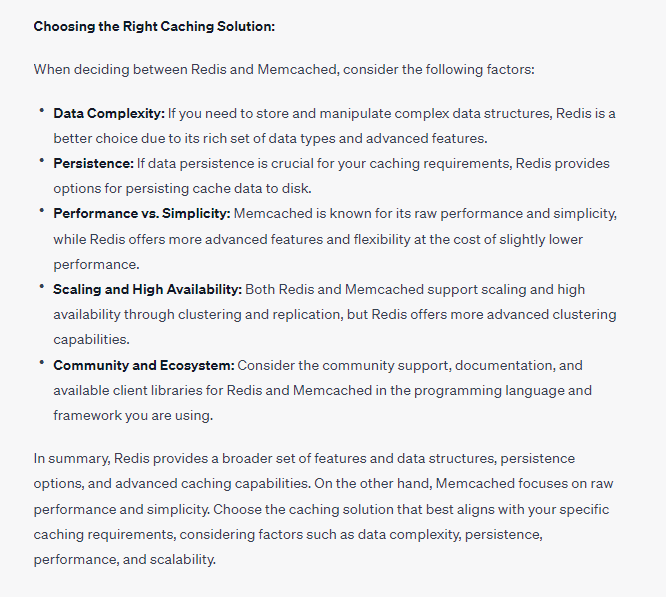 Choosing the Right Caching Solution:
When deciding between Redis and Memcached, consider the following factors:
• Data Complexity: If you need to store and manipulate complex data structures, Redis is a
better choice due to its rich set of data types and advanced features.
• Persistence: If data persistence is crucial for your caching requirements, Redis provides
options for persisting cache data to disk.
• Performance vs. Simplicity: Memcached is known for its raw performance and simplicity,
while Redis offers more advanced features and flexibility at the cost of slightly lower
performance.
• Scaling and High Availability: Both Redis and Memcached support scaling and high
availability through clustering and replication, but Redis offers more advanced clustering
capabilities.
• Community and Ecosystem: Consider the community support, documentation, and
available client libraries for Redis and Memcached in the programming language and
framework you are using.
In summary, Redis provides a broader set of features and data structures, persistence
options, and advanced caching capabilities. On the other hand, Memcached focuses on raw
performance and simplicity. Choose the caching solution that best aligns with your specific
caching requirements, considering factors such as data complexity, persistence,
performance, and scalability.